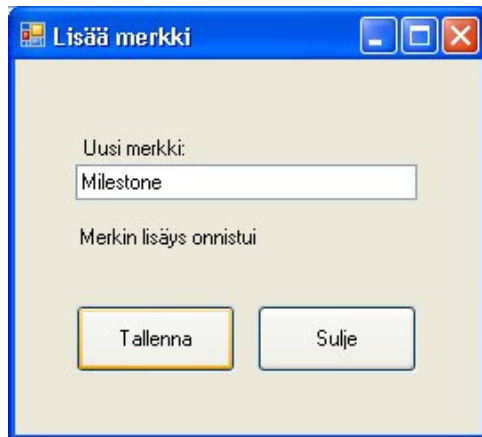 Lisää merkki
Uusi merkki:
Milestone
Merkin lisäys onnistui
Tallenna Sulje